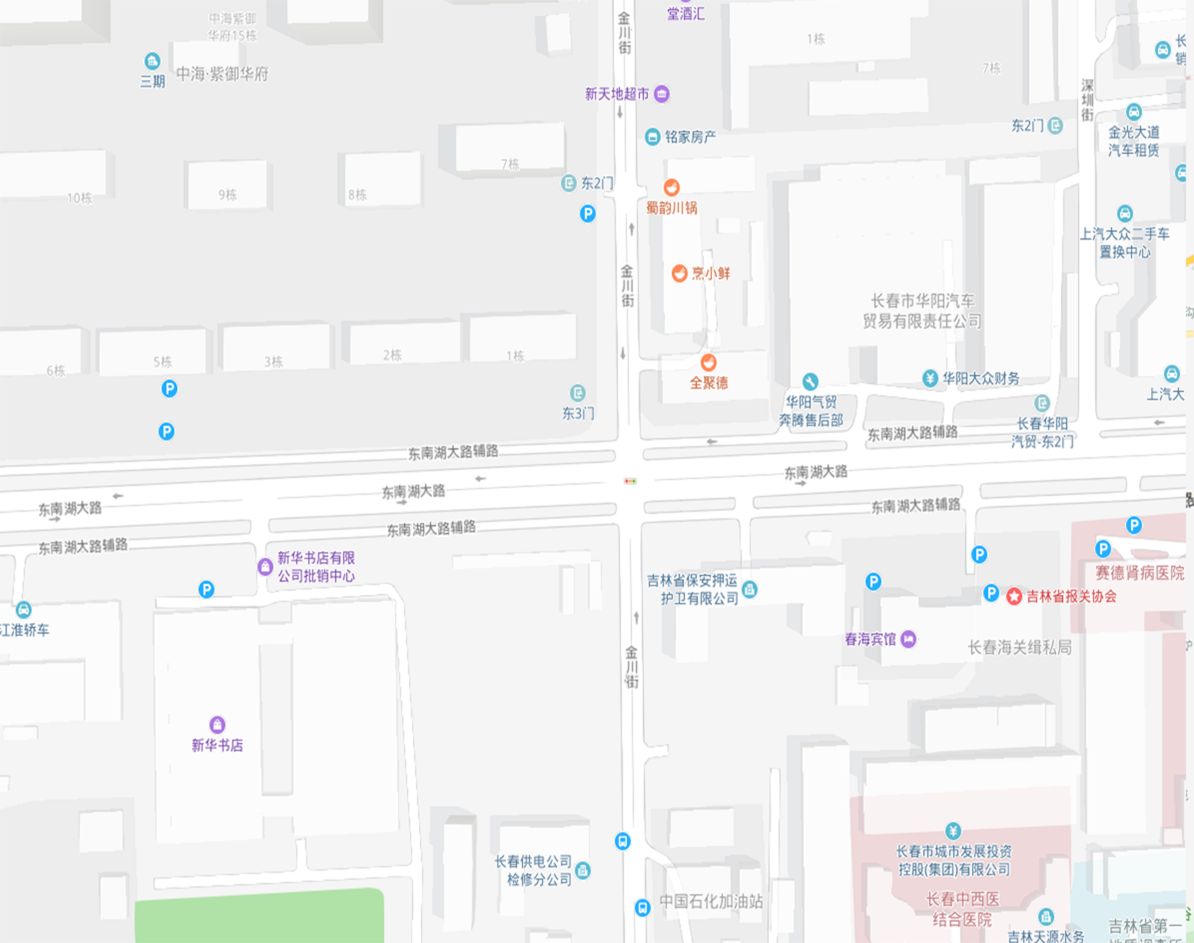 中海紫御
华府15栋
三期
中海·紫御华府
金川街
堂酒汇
1栋
7栋
长
销
深圳街
新天地超市
铭家房产
东2门
金光大道
汽车租赁
7栋
10栋
9栋
8栋
东2门
P
蜀韵川锅
上汽大众二手车
置换中心
金川街
烹小鲜
长春市华阳汽车
贸易有限责任公司
6栋
5栋
3栋
2栋
1栋
P
全聚德
华阳大众财务
上汽大
东3门
华阳气贸
奔腾售后部
长春华阳
汽贸-东2门
P
东南湖大路辅路
东南湖大路辅路
东南湖大路
东南湖大路
东南湖大路
东南湖大路辅路
东南湖大路辅路
东南湖大路辅路
P
P
P
新华书店有限
公司批销中心
P
吉林省保安押运
护卫有限公司
P
P
赛德肾病医院
吉林省报关协会
江淮轿车
春海宾馆
长春海关缉私局
金川街
新华书店
长春市城市发展投资
控股(集团)有限公司
长春供电公司
检修分公司
中国石化加油站
长春中西医
结合医院
吉林天源水务
吉林省第一